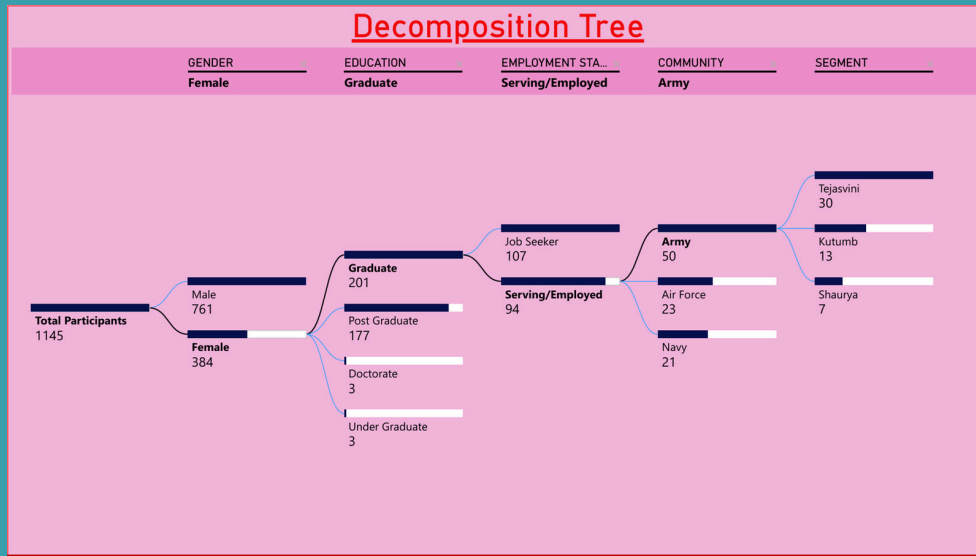 Decomposition Tree
GENDER
Female
EDUCATION
Graduate
EMPLOYMENT STA...
Serving/Employed
COMMUNITY
Army
SEGMENT
Total Participants
1145
Male
761
Female
384
Graduate
201
Post Graduate
177
Doctorate
3
Under Graduate
3
Job Seeker
107
Serving/Employed
94
Army
50
Air Force
23
Navy
21
Tejasvini
30
Kutumb
13
Shaurya
7